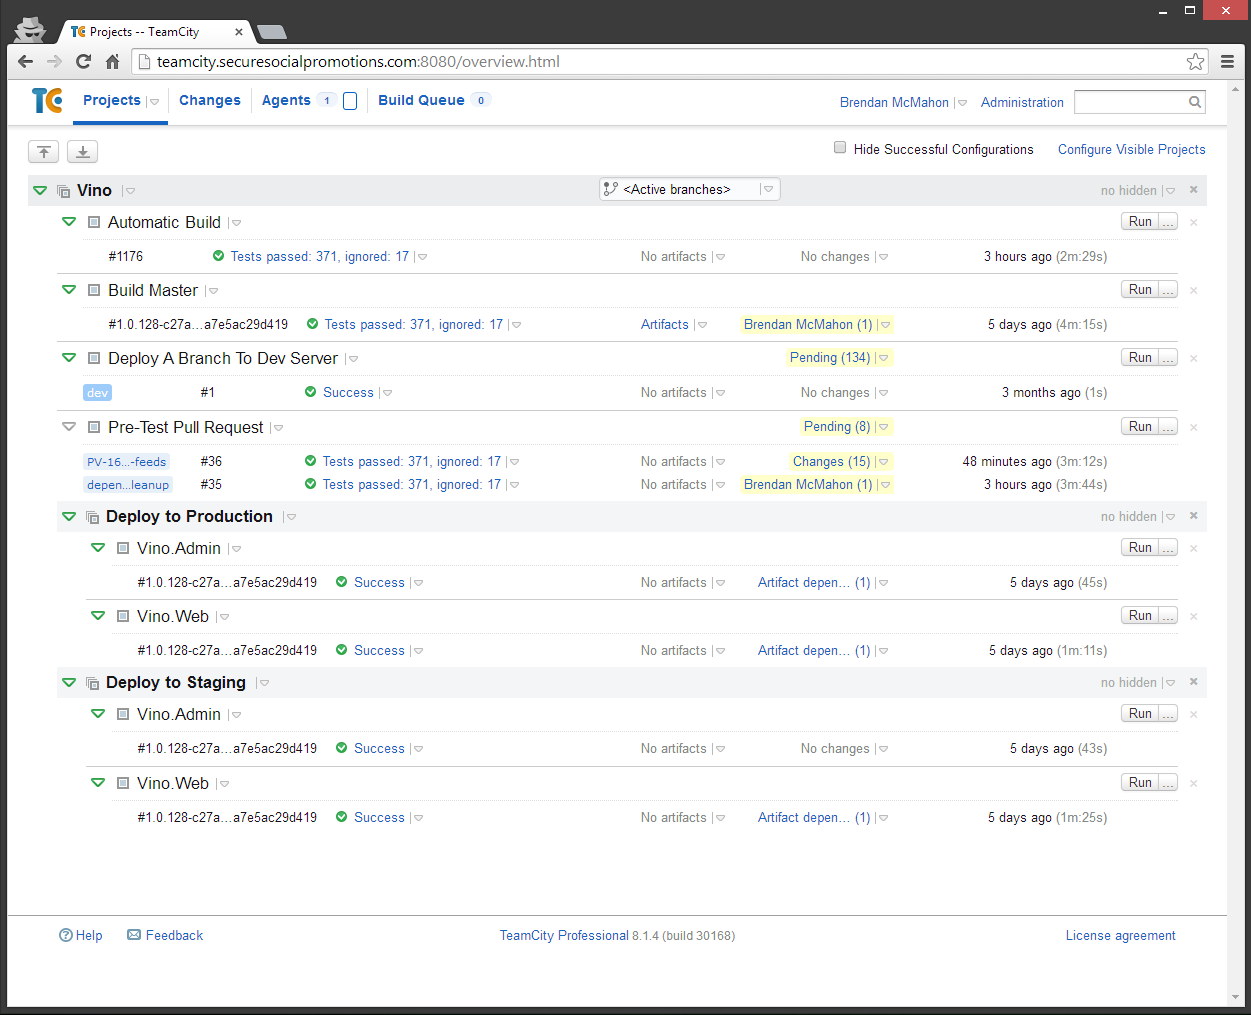 TC Projects -- TeamCity
teamcity.securesocialpromotions.com:8080/overview.html
TC Projects Changes Agents 1 Build Queue 0 Brendan McMahon Administration
Hide Successful Configurations Configure Visible Projects
Vino <Active branches> no hidden
Automatic Build Run ...
#1176 Tests passed: 371, ignored: 17 No artifacts No changes 3 hours ago (2m:29s)
Build Master Run ...
#1.0.128-c27a...a7e5ac29d419 Tests passed: 371, ignored: 17 Artifacts Brendan McMahon (1) 5 days ago (4m:15s)
Deploy A Branch To Dev Server Pending (134) Run ...
dev #1 Success No artifacts No changes 3 months ago (1s)
Pre-Test Pull Request Pending (8) Run ...
PV-16...-feeds #36 Tests passed: 371, ignored: 17 No artifacts Changes (15) 48 minutes ago (3m:12s)
depen...leanup #35 Tests passed: 371, ignored: 17 No artifacts Brendan McMahon (1) 3 hours ago (3m:44s)
Deploy to Production no hidden
Vino.Admin Run ...
#1.0.128-c27a...a7e5ac29d419 Success No artifacts Artifact depen... (1) 5 days ago (45s)
Vino.Web Run ...
#1.0.128-c27a...a7e5ac29d419 Success No artifacts Artifact depen... (1) 5 days ago (1m:11s)
Deploy to Staging no hidden
Vino.Admin Run ...
#1.0.128-c27a...a7e5ac29d419 Success No artifacts No changes 5 days ago (43s)
Vino.Web Run ...
#1.0.128-c27a...a7e5ac29d419 Success No artifacts Artifact depen... (1) 5 days ago (1m:25s)
Help Feedback TeamCity Professional 8.1.4 (build 30168) License agreement